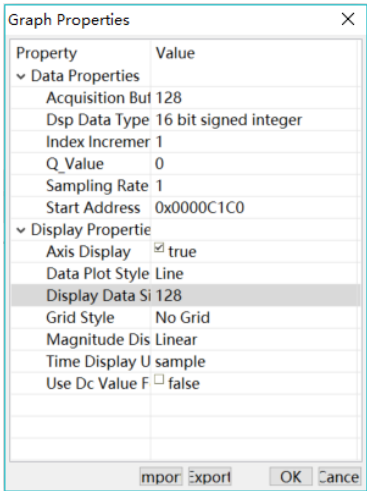 Graph Properties
Property Value
Data Properties
Acquisition Buf 128
Dsp Data Type 16 bit signed integer
Index Incremer 1
Q_Value 0
Sampling Rate 1
Start Address 0x0000C1C0
Display Propertie
Axis Display true
Data Plot Style Line
Display Data Si 128
Grid Style No Grid
Magnitude Dis Linear
Time Display U sample
Use Dc Value F false
mpor Export OK Cance